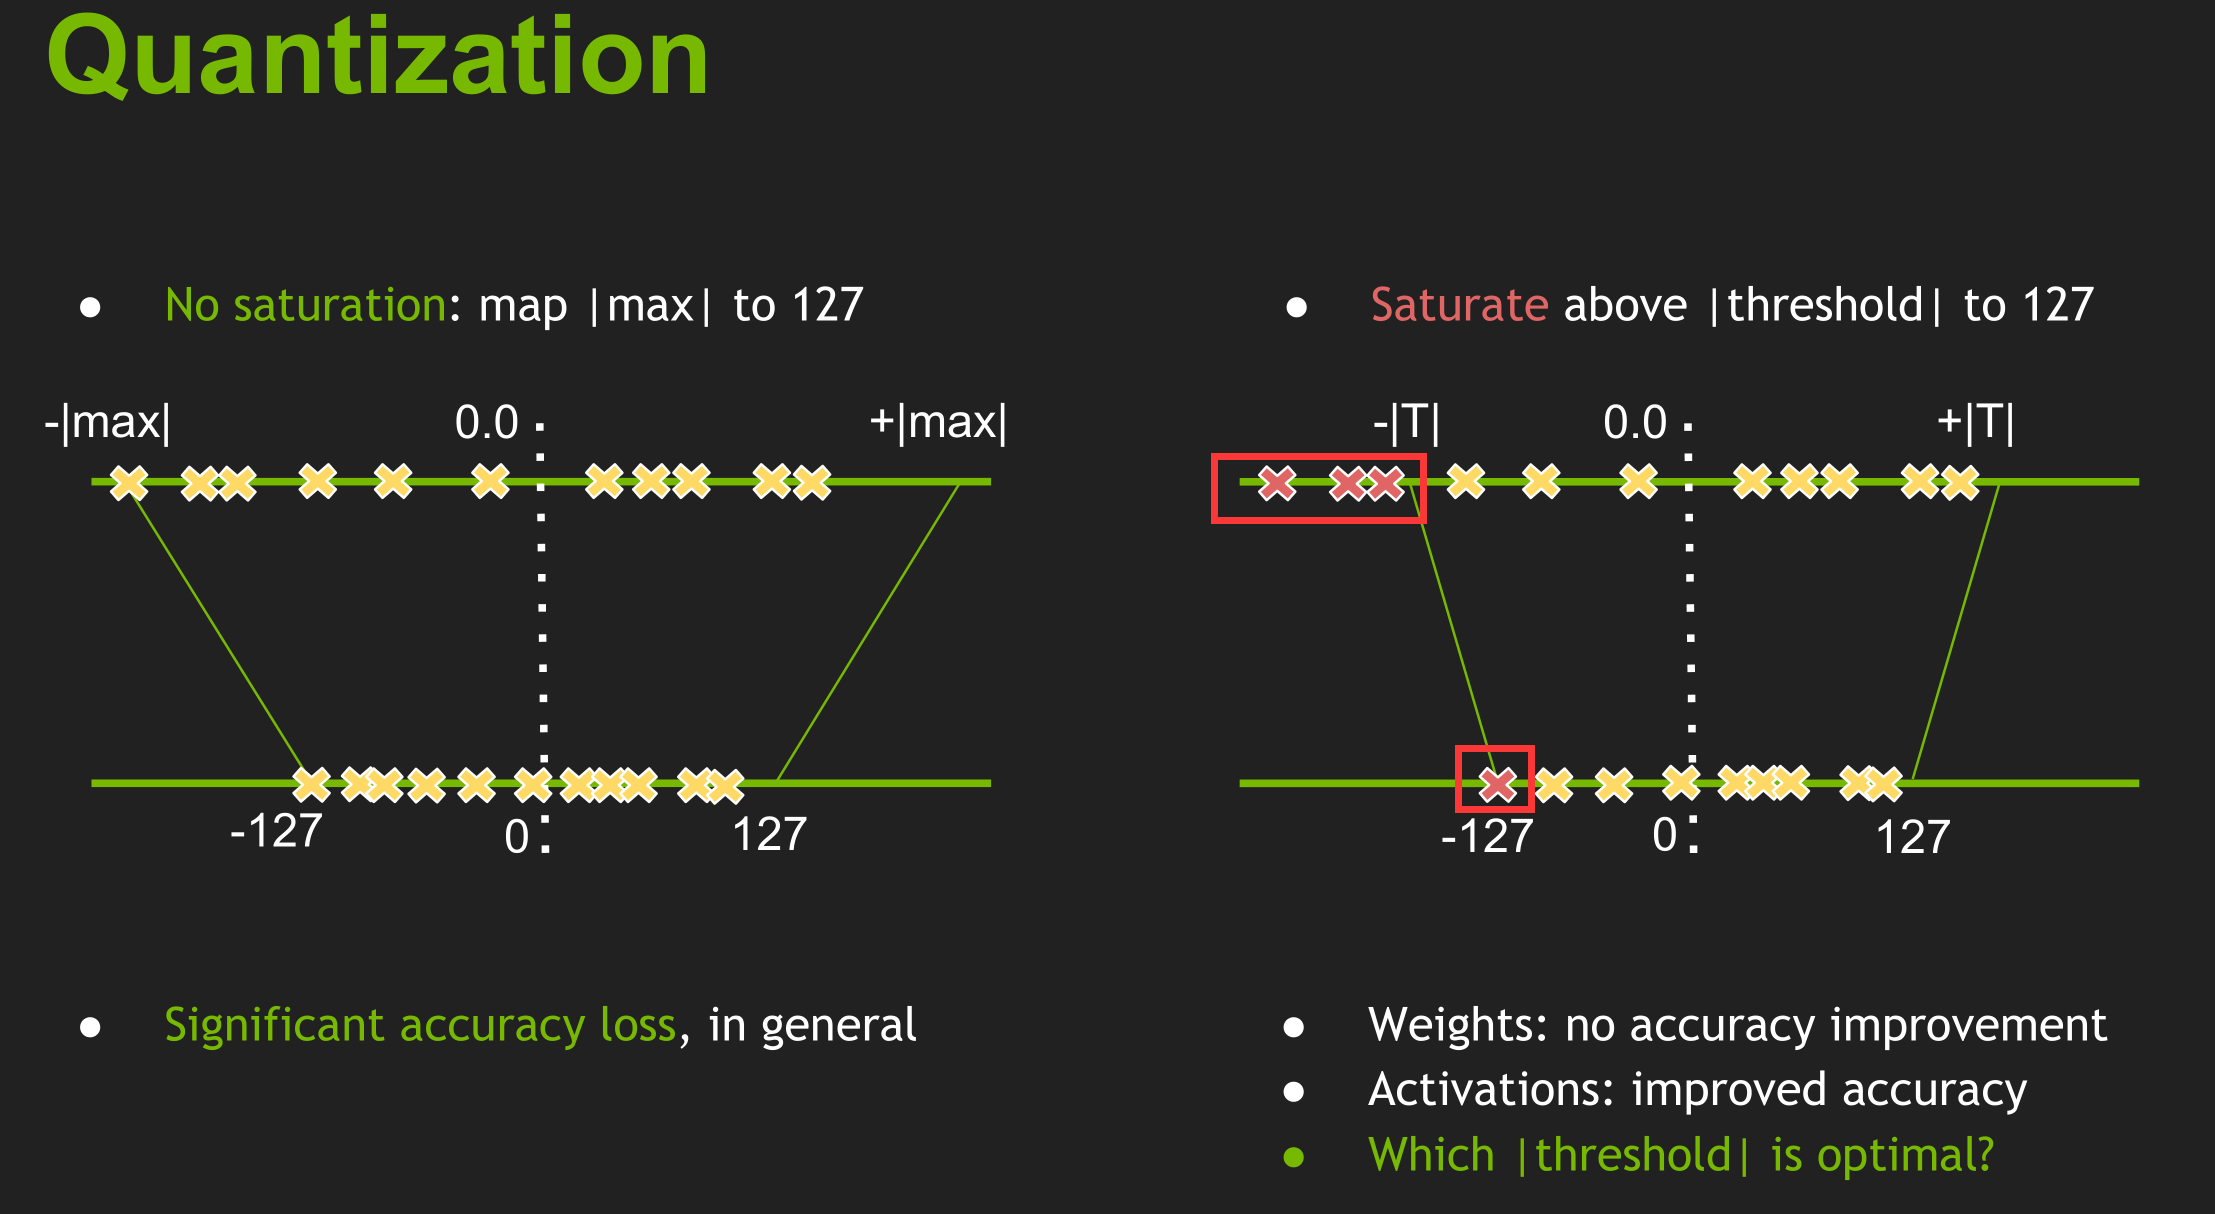 Quantization
● No saturation: map |max| to 127
-|max| 0.0 +|max|
-127 0 127
● Significant accuracy loss, in general
● Saturate above |threshold| to 127
-|T| 0.0 +|T|
-127 0 127
● Weights: no accuracy improvement
● Activations: improved accuracy
● Which |threshold| is optimal?